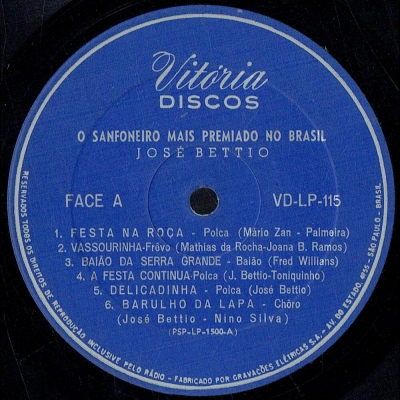 Vitória
DISCOS
O SANFONEIRO MAIS PREMIADO NO BRASIL
JOSÉ BETTIO
FACE A VD-LP-115
1. FESTA NA ROÇA - Polca (Mário Zan - Palmeira)
2. VASSOURINHA-Frêvo (Mathias da Rocha-Joana B. Ramos)
3. BAIÃO DA SERRA GRANDE - Baião (Fred Willians)
4. A FESTA CONTINUA-Polca (J. Bettio-Toniquinho)
5. DELICADINHA - Polca (José Bettio)
6. BARULHO DA LAPA - Chôro
(José Bettio - Nino Silva)
(PSP-LP-1500-A)
RESERVADOS TODOS OS DIREITOS DE REPRODUÇÃO INCLUSIVE PELO RÁDIO - FABRICADO POR GRAVAÇÕES ELÉTRICAS S.A. - AV. DO ESTADO, 4755 - SÃO PAULO - BRASIL